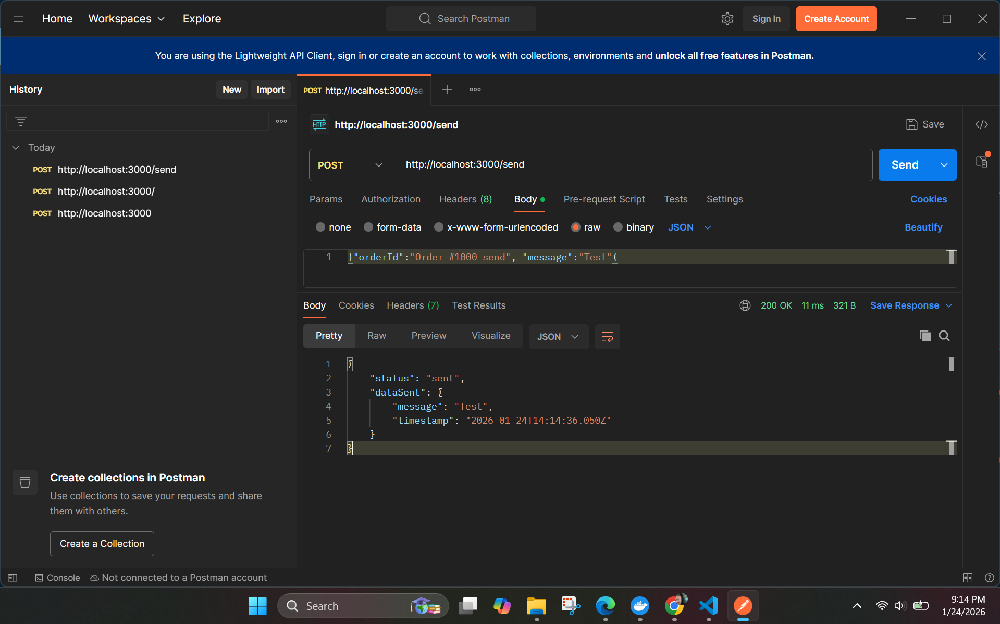 Home Workspaces Explore Search Postman Sign In Create Account
You are using the Lightweight API Client, sign in or create an account to work with collections, environments and unlock all free features in Postman.
History New Import
POST http://localhost:3000/se
HTTP http://localhost:3000/send Save
Today
POST http://localhost:3000/send
POST http://localhost:3000/
POST http://localhost:3000
POST http://localhost:3000/send Send
Params Authorization Headers (8) Body Pre-request Script Tests Settings Cookies
none form-data x-www-form-urlencoded raw binary JSON Beautify
1 {"orderId":"Order #1000 send", "message":"Test"}
Body Cookies Headers (7) Test Results 200 OK 11 ms 321 B Save Response
Pretty Raw Preview Visualize JSON
1 {
2 "status": "sent",
3 "dataSent": {
4 "message": "Test",
5 "timestamp": "2026-01-24T14:14:36.050Z"
6 }
7 }
Create collections in Postman
Use collections to save your requests and share
them with others.
Create a Collection
Console Not connected to a Postman account
Search
9:14 PM
1/24/2026